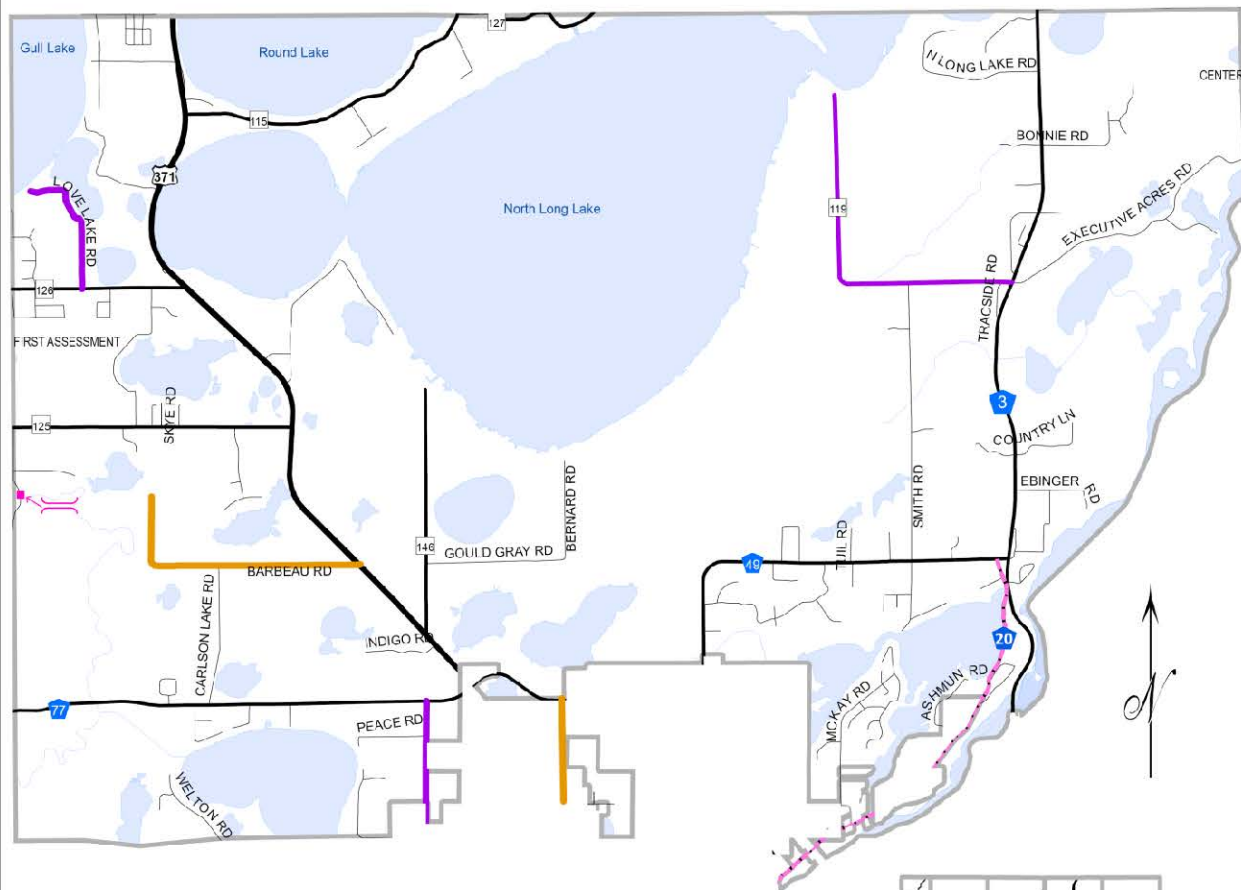 127
Gull Lake
Round Lake
N LONG LAKE RD
CENTER
115
BONNIE RD
371
LOVE LAKE RD
119
North Long Lake
EXECUTIVE ACRES RD
TRACSIDE RD
126
FIRST ASSESSMENT
SKYE RD
3
125
COUNTRY LN
EBINGER RD
SMITH RD
BERNARD RD
146
GOULD GRAY RD
TUIL RD
49
BARBEAU RD
CARLSON LAKE RD
INDIGO RD
20
ASHMUN RD
MCKAY RD
77
PEACE RD
WELTON RD
N